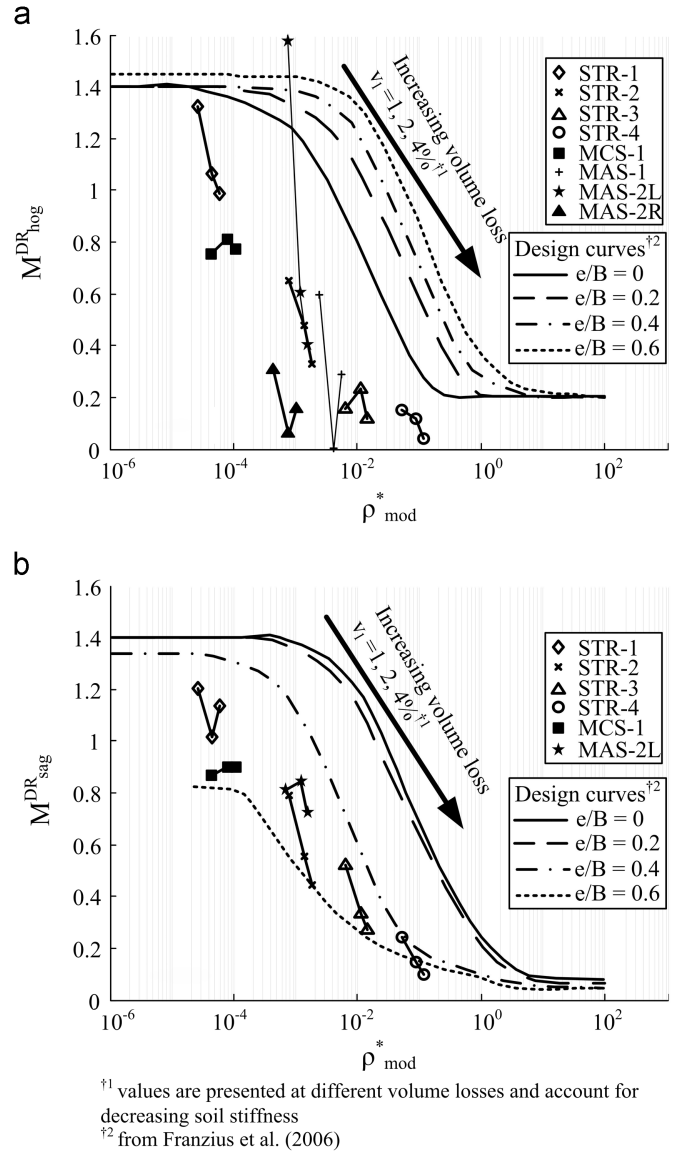 a
1.6
1.4
1.2
1
0.8
0.6
0.4
0.2
0
M^DR_hog
10^-6
10^-4
10^-2
10^0
10^2
ρ*_mod
Increasing volume loss
v_l =1, 2, 4%^†1
STR-1
STR-2
STR-3
STR-4
MCS-1
MAS-1
MAS-2L
MAS-2R
Design curves^†2
e/B = 0
e/B = 0.2
e/B = 0.4
e/B = 0.6
b
1.6
1.4
1.2
1
0.8
0.6
0.4
0.2
0
M^DR_sag
10^-6
10^-4
10^-2
10^0
10^2
ρ*_mod
Increasing volume loss
v_l =1, 2, 4%^†1
STR-1
STR-2
STR-3
STR-4
MCS-1
MAS-2L
Design curves^†2
e/B = 0
e/B = 0.2
e/B = 0.4
e/B = 0.6
†1 values are presented at different volume losses and account for
decreasing soil stiffness
†2 from Franzius et al. (2006)